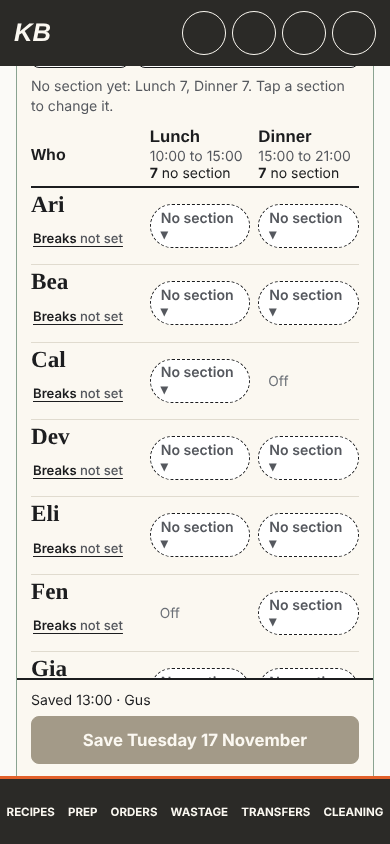 KB
No section yet: Lunch 7, Dinner 7. Tap a section
to change it.
Who
Lunch
10:00 to 15:00
7 no section
Dinner
15:00 to 21:00
7 no section
Ari
Breaks not set
No section ▾
No section ▾
Bea
Breaks not set
No section ▾
No section ▾
Cal
Breaks not set
No section ▾
Off
Dev
Breaks not set
No section ▾
No section ▾
Eli
Breaks not set
No section ▾
No section ▾
Fen
Breaks not set
Off
No section ▾
Gia
Saved 13:00 · Gus
Save Tuesday 17 November
RECIPES PREP ORDERS WASTAGE TRANSFERS CLEANING